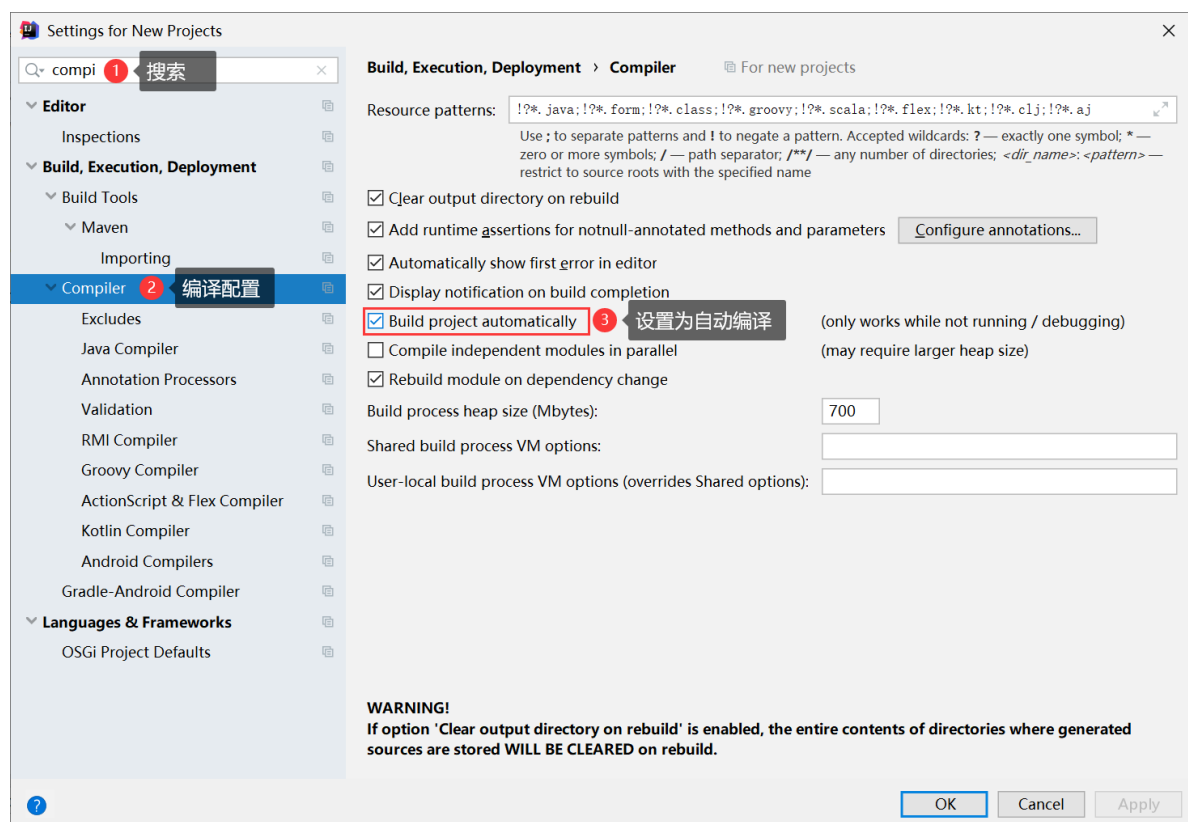 Settings for New Projects
compi
1 搜索
Editor
Inspections
Build, Execution, Deployment
Build Tools
Maven
Importing
Compiler 2 编译配置
Excludes
Java Compiler
Annotation Processors
Validation
RMI Compiler
Groovy Compiler
ActionScript & Flex Compiler
Kotlin Compiler
Android Compilers
Gradle-Android Compiler
Languages & Frameworks
OSGi Project Defaults
Build, Execution, Deployment › Compiler For new projects
Resource patterns: !?*.java;!?*.form;!?*.class;!?*.groovy;!?*.scala;!?*.flex;!?*.kt;!?*.clj;!?*.aj
Use ; to separate patterns and ! to negate a pattern. Accepted wildcards: ? — exactly one symbol; * —
zero or more symbols; / — path separator; /**/ — any number of directories; <dir_name>:<pattern> —
restrict to source roots with the specified name
Clear output directory on rebuild
Add runtime assertions for notnull-annotated methods and parameters Configure annotations...
Automatically show first error in editor
Display notification on build completion
Build project automatically 3 设置为自动编译 (only works while not running / debugging)
Compile independent modules in parallel (may require larger heap size)
Rebuild module on dependency change
Build process heap size (Mbytes): 700
Shared build process VM options:
User-local build process VM options (overrides Shared options):
WARNING!
If option 'Clear output directory on rebuild' is enabled, the entire contents of directories where generated
sources are stored WILL BE CLEARED on rebuild.
? OK Cancel Apply